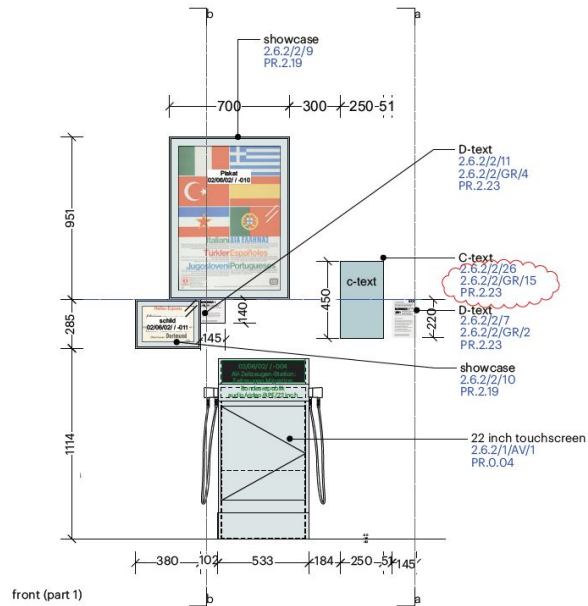 b
a
showcase
2.6.2/2/9
PR.2.19
700
300
250
51
D-text
2.6.2/2/11
2.6.2/2/GR/4
PR.2.23
Plakat
02/06/02/ / -010
951
Italiani ΔΙΑ ΕΛΛΗΝΑΣ
Türkler Españoles
Jugosloveni Portugueses
C-text
2.6.2/2/26
2.6.2/2/GR/15
PR.2.23
c-text
450
D-text
2.6.2/2/7
2.6.2/2/GR/2
PR.2.23
285
schild
02/06/02/ / -011
Dortmund
140
145
220
showcase
2.6.2/2/10
PR.2.19
02/06/02/ / -004
AV Zeitzeugen-Station:
1114
22 inch touchscreen
2.6.2/1/AV/1
PR.0.04
380
102
533
184
250
51
145
front (part 1)
b
a